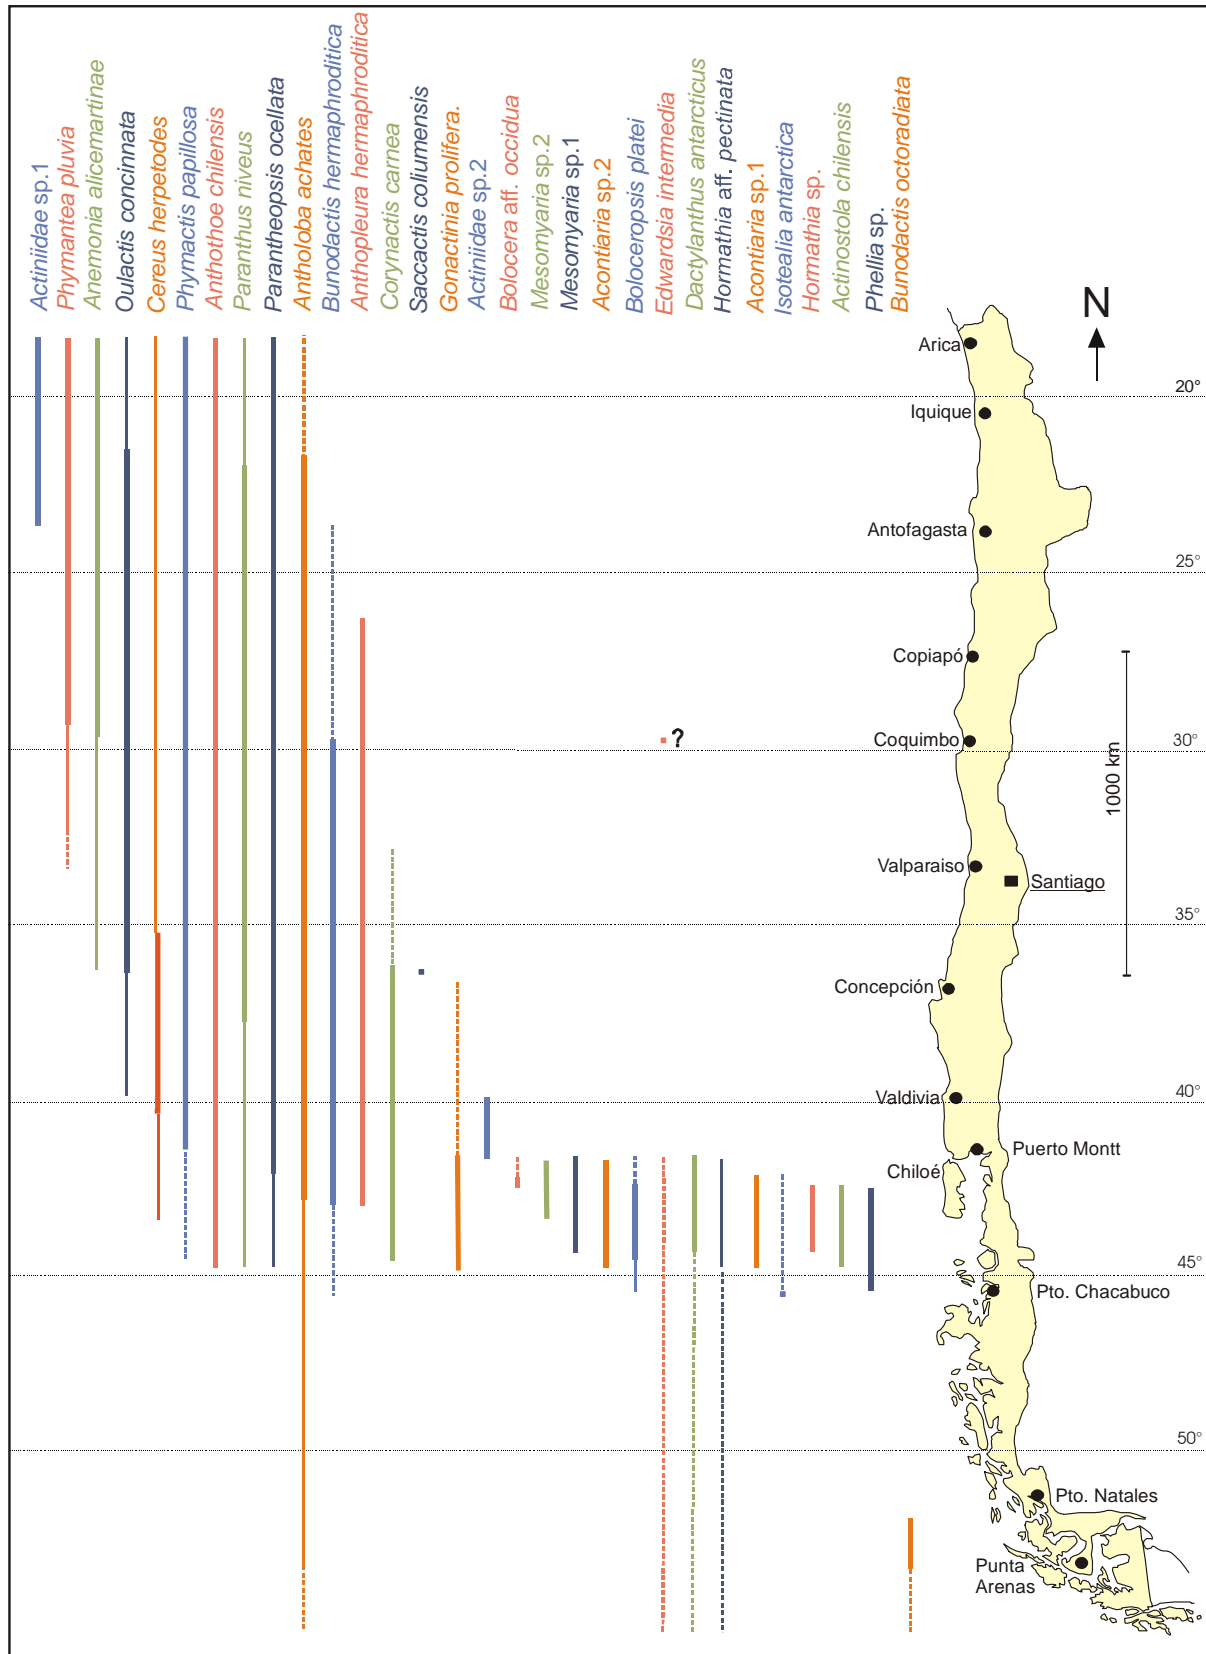 Actiniidae sp.1
Phymantea pluvia
Anemonia alicemartinae
Oulactis concinnata
Cereus herpetodes
Phymactis papillosa
Anthothoe chilensis
Paranthus niveus
Parantheopsis ocellata
Antholoba achates
Bunodactis hermaphroditica
Anthopleura hermaphroditica
Corynactis carnea
Saccactis coliumensis
Gonactinia prolifera.
Actiniidae sp.2
Bolocera aff. occidua
Mesomyaria sp.2
Mesomyaria sp.1
Acontiaria sp.2
Boloceropsis platei
Edwardsia intermedia
Dactylanthus antarcticus
Hormathia aff. pectinata
Acontiaria sp.1
Isotealia antarctica
Hormathia sp.
Actinostola chilensis
Phellia sp.
Bunodactis octoradiata
N
Arica
20°
Iquique
Antofagasta
25°
Copiapó
?
Coquimbo
30°
1000 km
Valparaiso
Santiago
35°
Concepción
Valdivia
40°
Puerto Montt
Chiloé
45°
Pto. Chacabuco
50°
Pto. Natales
Punta
Arenas